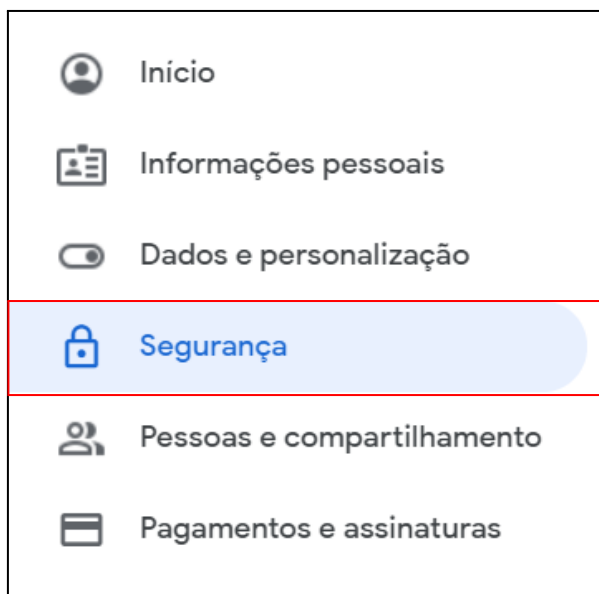 Início
Informações pessoais
Dados e personalização
Segurança
Pessoas e compartilhamento
Pagamentos e assinaturas